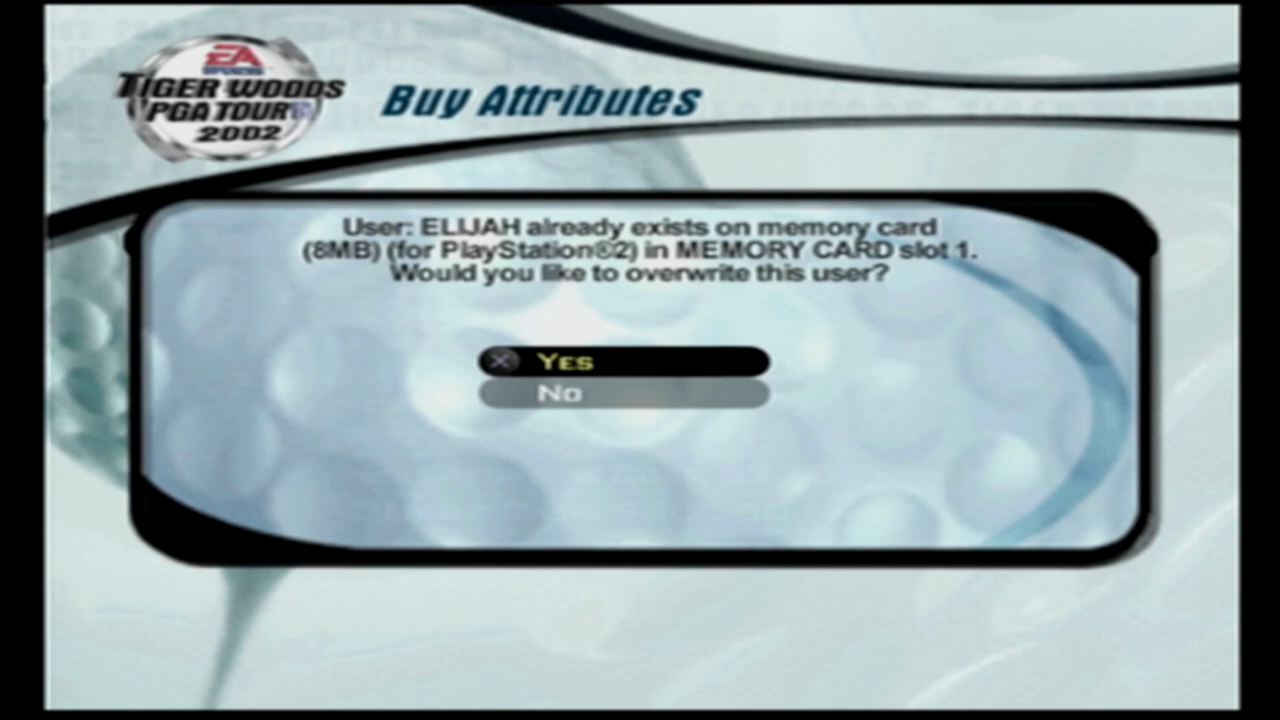 EA
TIGER WOODS
PGA TOUR
2002
Buy Attributes
User: ELIJAH already exists on memory card
(8MB) (for PlayStation®2) in MEMORY CARD slot 1.
Would you like to overwrite this user?
YES
NO